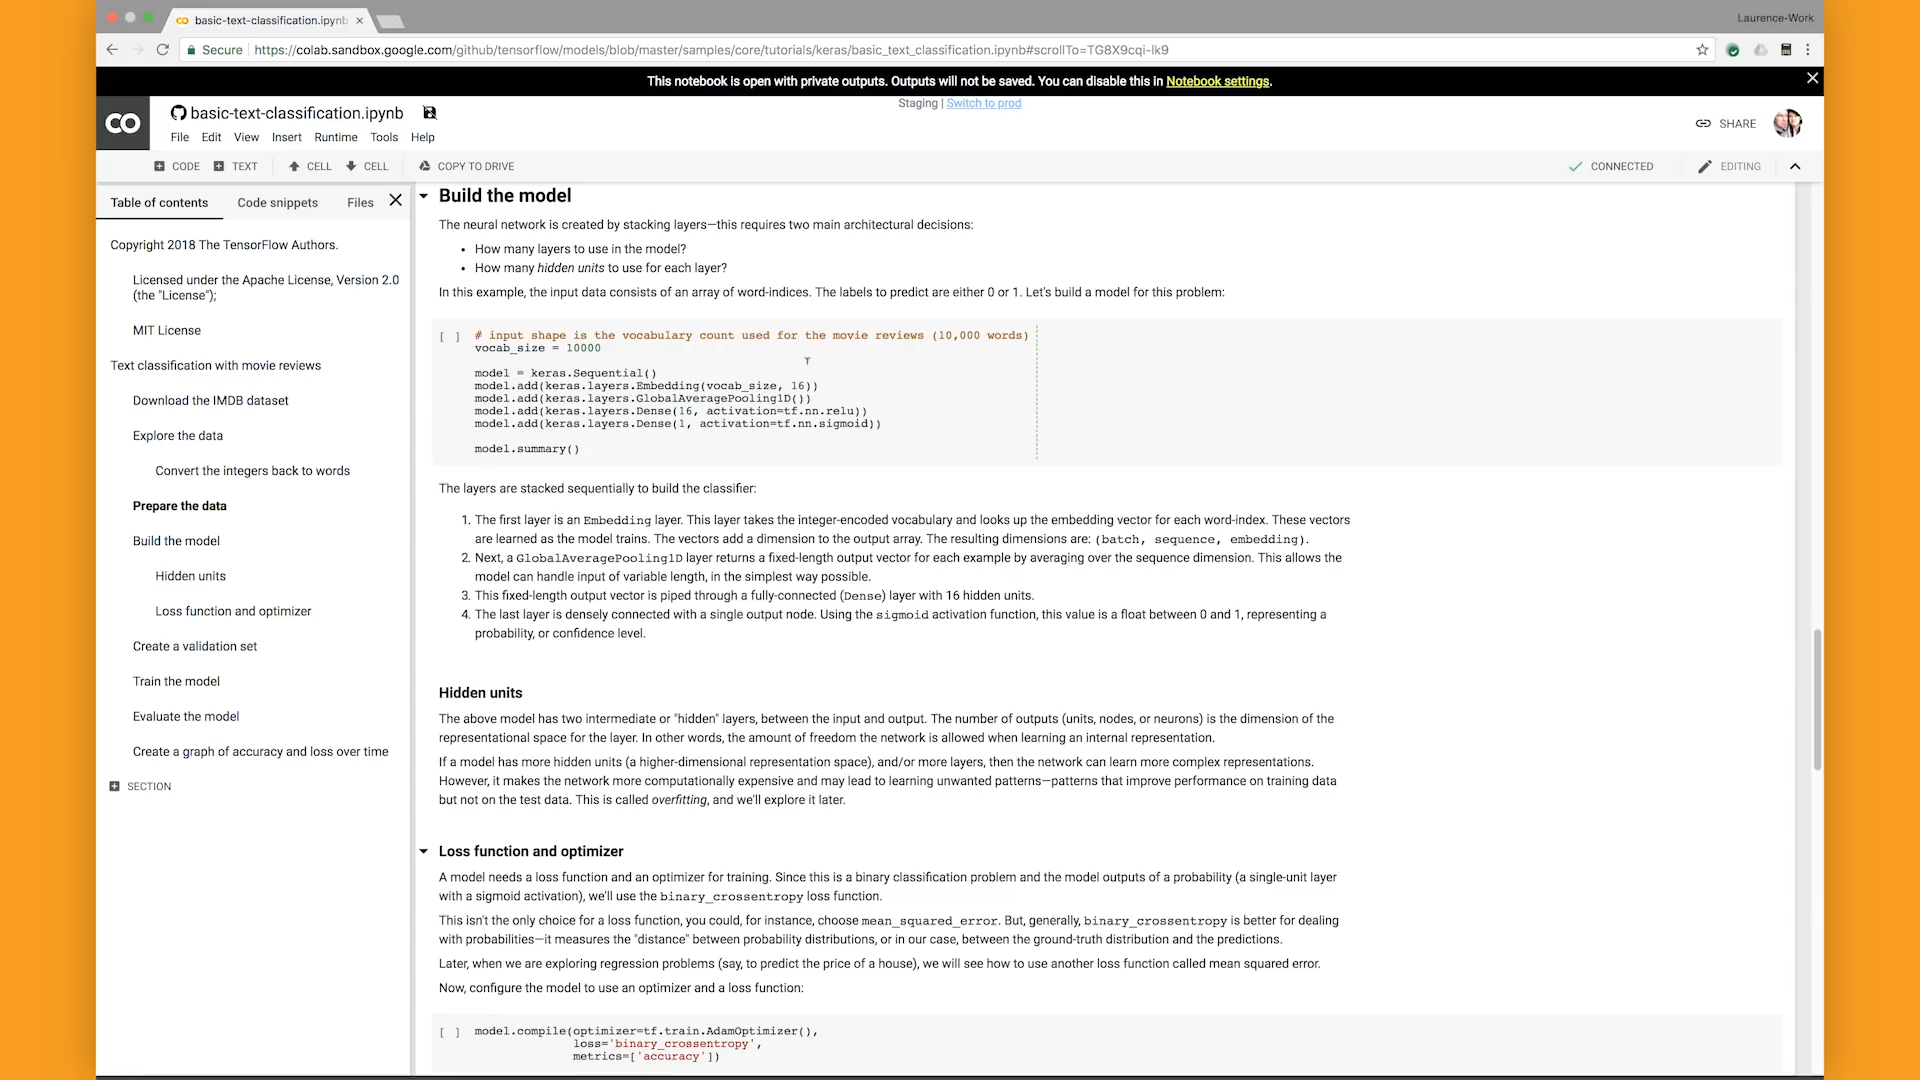 basic-text-classification.ipynb
Laurence-Work
Secure
https://colab.sandbox.google.com/github/tensorflow/models/blob/master/samples/core/tutorials/keras/basic_text_classification.ipynb#scrollTo=TG8X9cqi-lk9
This notebook is open with private outputs. Outputs will not be saved. You can disable this in Notebook settings.
Staging | Switch to prod
CO
basic-text-classification.ipynb
SHARE
File Edit View Insert Runtime Tools Help
CODE TEXT CELL CELL COPY TO DRIVE
CONNECTED EDITING
Table of contents Code snippets Files
Copyright 2018 The TensorFlow Authors.
Licensed under the Apache License, Version 2.0
(the "License");
MIT License
Text classification with movie reviews
Download the IMDB dataset
Explore the data
Convert the integers back to words
Prepare the data
Build the model
Hidden units
Loss function and optimizer
Create a validation set
Train the model
Evaluate the model
Create a graph of accuracy and loss over time
SECTION
Build the model
The neural network is created by stacking layers—this requires two main architectural decisions:
• How many layers to use in the model?
• How many hidden units to use for each layer?
In this example, the input data consists of an array of word-indices. The labels to predict are either 0 or 1. Let's build a model for this problem:
[ ] # input shape is the vocabulary count used for the movie reviews (10,000 words)
vocab_size = 10000
model = keras.Sequential()
model.add(keras.layers.Embedding(vocab_size, 16))
model.add(keras.layers.GlobalAveragePooling1D())
model.add(keras.layers.Dense(16, activation=tf.nn.relu))
model.add(keras.layers.Dense(1, activation=tf.nn.sigmoid))
model.summary()
The layers are stacked sequentially to build the classifier:
1. The first layer is an Embedding layer. This layer takes the integer-encoded vocabulary and looks up the embedding vector for each word-index. These vectors
are learned as the model trains. The vectors add a dimension to the output array. The resulting dimensions are: (batch, sequence, embedding).
2. Next, a GlobalAveragePooling1D layer returns a fixed-length output vector for each example by averaging over the sequence dimension. This allows the
model can handle input of variable length, in the simplest way possible.
3. This fixed-length output vector is piped through a fully-connected (Dense) layer with 16 hidden units.
4. The last layer is densely connected with a single output node. Using the sigmoid activation function, this value is a float between 0 and 1, representing a
probability, or confidence level.
Hidden units
The above model has two intermediate or "hidden" layers, between the input and output. The number of outputs (units, nodes, or neurons) is the dimension of the
representational space for the layer. In other words, the amount of freedom the network is allowed when learning an internal representation.
If a model has more hidden units (a higher-dimensional representation space), and/or more layers, then the network can learn more complex representations.
However, it makes the network more computationally expensive and may lead to learning unwanted patterns—patterns that improve performance on training data
but not on the test data. This is called overfitting, and we'll explore it later.
Loss function and optimizer
A model needs a loss function and an optimizer for training. Since this is a binary classification problem and the model outputs of a probability (a single-unit layer
with a sigmoid activation), we'll use the binary_crossentropy loss function.
This isn't the only choice for a loss function, you could, for instance, choose mean_squared_error. But, generally, binary_crossentropy is better for dealing
with probabilities—it measures the "distance" between probability distributions, or in our case, between the ground-truth distribution and the predictions.
Later, when we are exploring regression problems (say, to predict the price of a house), we will see how to use another loss function called mean squared error.
Now, configure the model to use an optimizer and a loss function:
[ ] model.compile(optimizer=tf.train.AdamOptimizer(),
loss='binary_crossentropy',
metrics=['accuracy'])